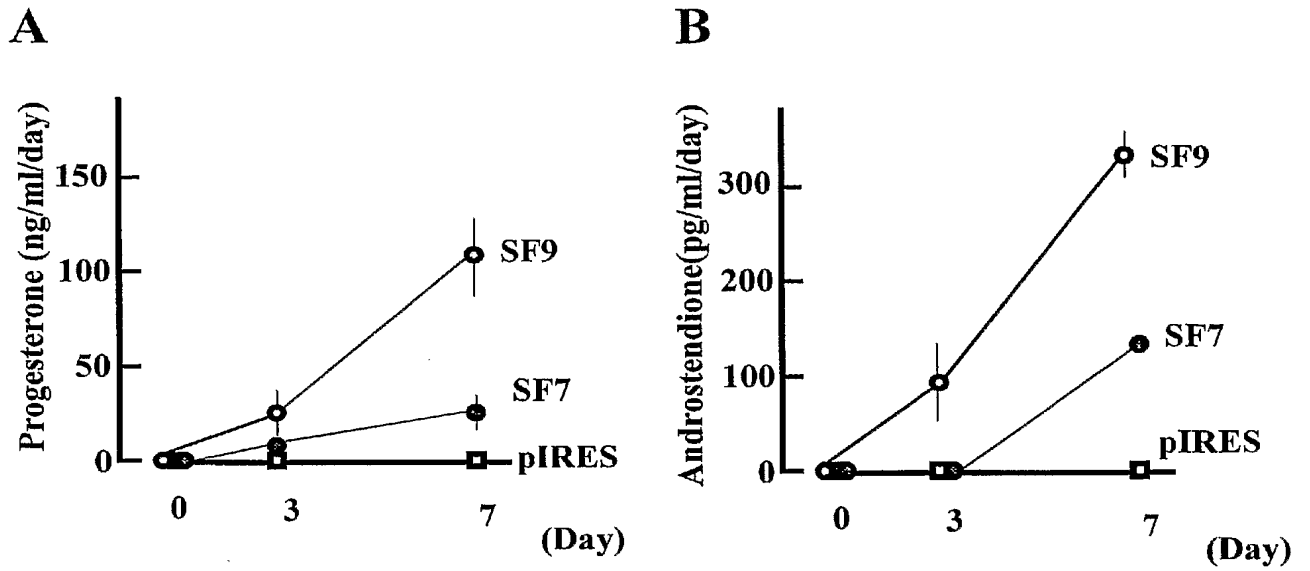 A
Progesterone (ng/ml/day)
150
100
50
0
SF9
SF7
pIRES
0 3 7
(Day)
B
Androstendione(pg/ml/day)
300
200
100
0
SF9
SF7
pIRES
0 3 7
(Day)